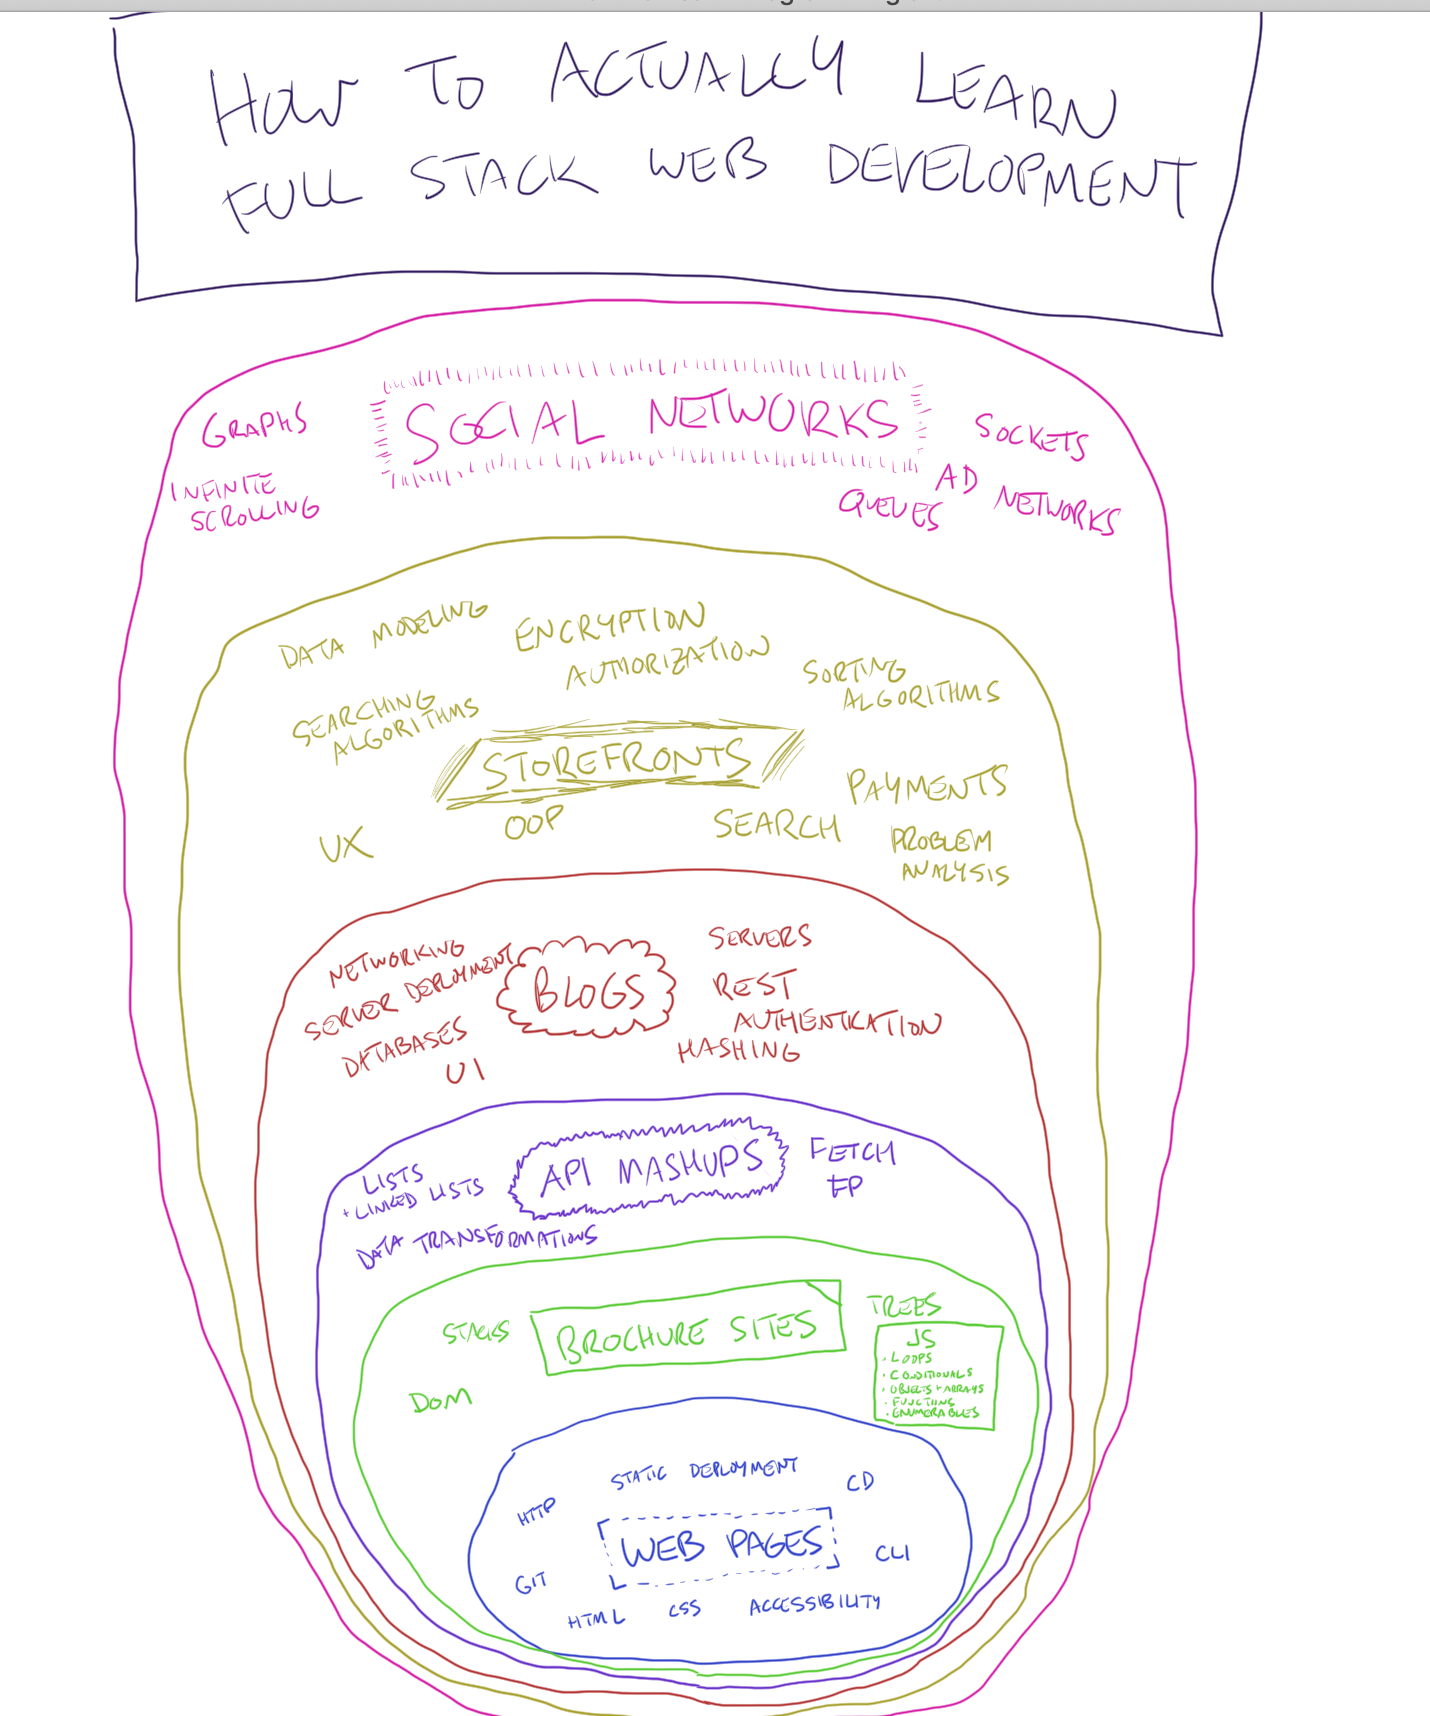 HOW TO ACTUALLY LEARN
FULL STACK WEB DEVELOPMENT
SOCIAL NETWORKS
GRAPHS
INFINITE
SCROLLING
SOCKETS
AD NETWORKS
QUEUES
DATA MODELING
ENCRYPTION
AUTHORIZATION
SORTING
ALGORITHMS
SEARCHING
ALGORITHMS
STOREFRONTS
PAYMENTS
OOP
SEARCH
UX
PROBLEM
ANALYSIS
NETWORKING
SERVER DEPLOYMENT
DATABASES
UI
BLOGS
SERVERS
REST
AUTHENTICATION
HASHING
LISTS
+ LINKED LISTS
DATA TRANSFORMATIONS
API MASHUPS
FETCH
FP
STACKS
DOM
BROCHURE SITES
TREES
JS
· LOOPS
· CONDITIONALS
· OBJECTS + ARRAYS
· FUNCTIONS
· ENUMERABLES
STATIC DEPLOYMENT
CD
HTTP
WEB PAGES
CLI
GIT
HTML
CSS
ACCESSIBILITY